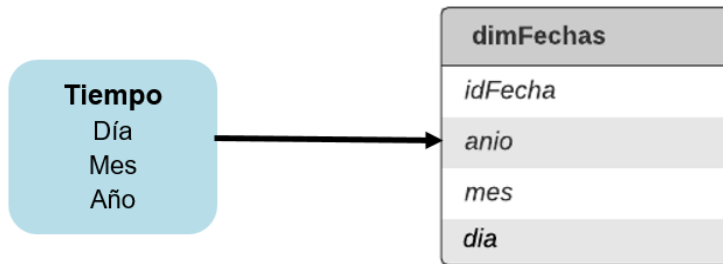 Tiempo
Día
Mes
Año
dimFechas
idFecha
anio
mes
dia